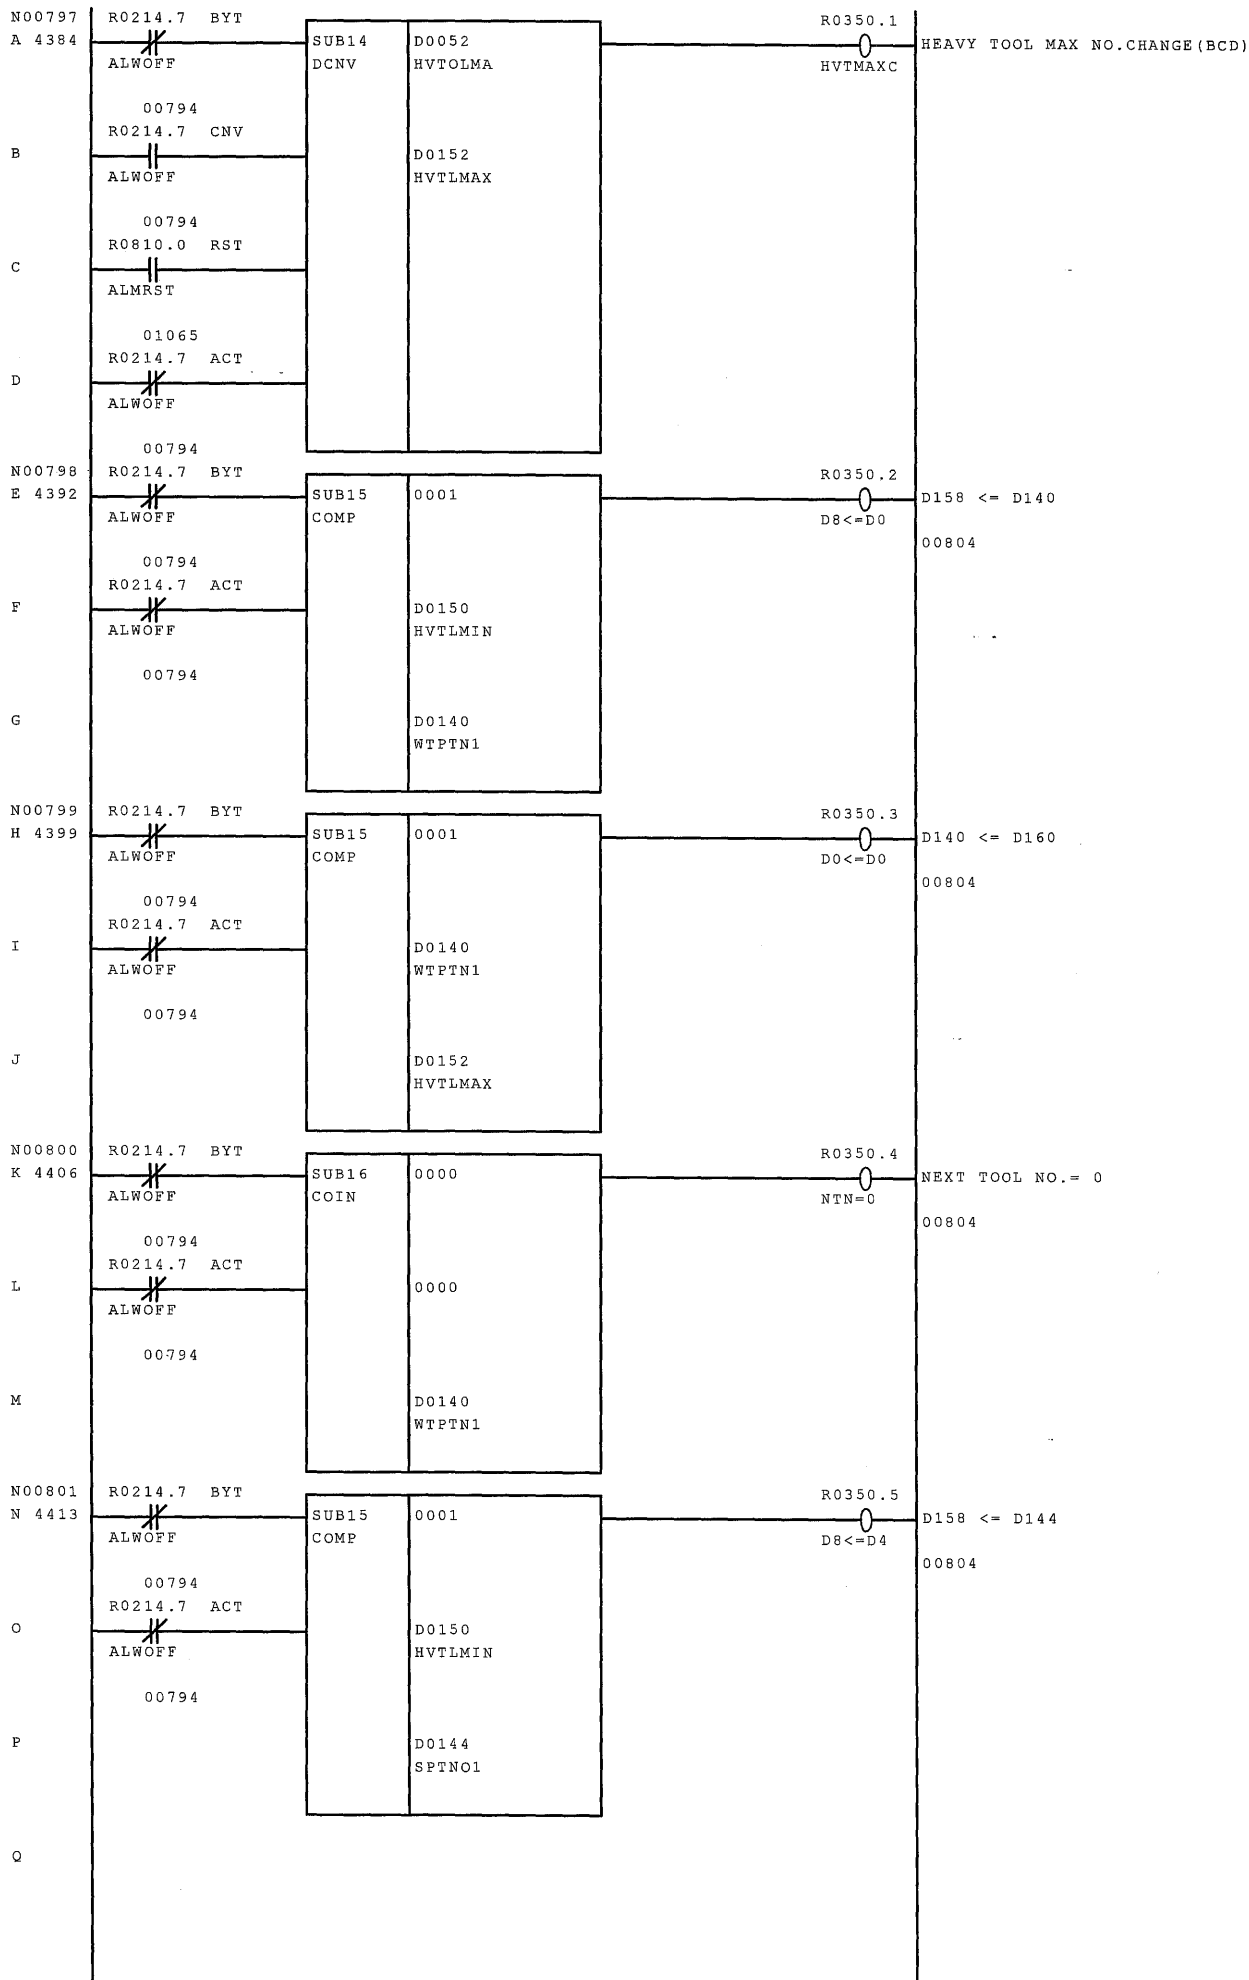 N00797 R0214.7 BYT R0350.1
A 4384 SUB14 D0052 HEAVY TOOL MAX NO.CHANGE(BCD)
ALWOFF DCNV HVTOLMA HVTMAXC
00794
R0214.7 CNV
B D0152
ALWOFF HVTLMAX
00794
R0810.0 RST
C
ALMRST
01065
R0214.7 ACT
D
ALWOFF
00794
N00798 R0214.7 BYT R0350.2
E 4392 SUB15 0001 D158 <= D140
ALWOFF COMP D8<=D0
00804
00794
R0214.7 ACT
F D0150
ALWOFF HVTLMIN
00794
G D0140
WTPTN1
N00799 R0214.7 BYT R0350.3
H 4399 SUB15 0001 D140 <= D160
ALWOFF COMP D0<=D0
00804
00794
R0214.7 ACT
I D0140
ALWOFF WTPTN1
00794
J D0152
HVTLMAX
N00800 R0214.7 BYT R0350.4
K 4406 SUB16 0000 NEXT TOOL NO.= 0
ALWOFF COIN NTN=0
00804
00794
R0214.7 ACT
L 0000
ALWOFF
00794
M D0140
WTPTN1
N00801 R0214.7 BYT R0350.5
N 4413 SUB15 0001 D158 <= D144
ALWOFF COMP D8<=D4
00804
00794
R0214.7 ACT
O D0150
ALWOFF HVTLMIN
00794
P D0144
SPTNO1
Q